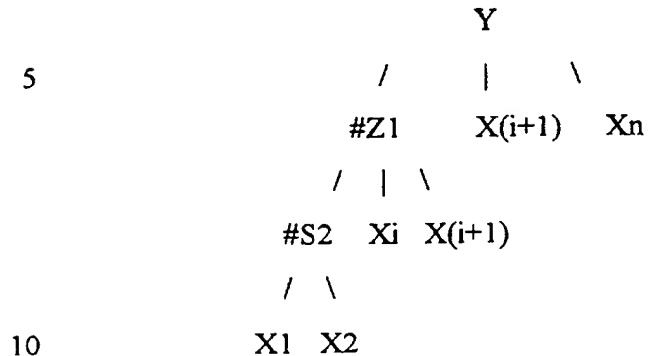 Y
5 / | \
#Z1 X(i+1) Xn
/ | \
#S2 Xi X(i+1)
/ \
10 X1 X2